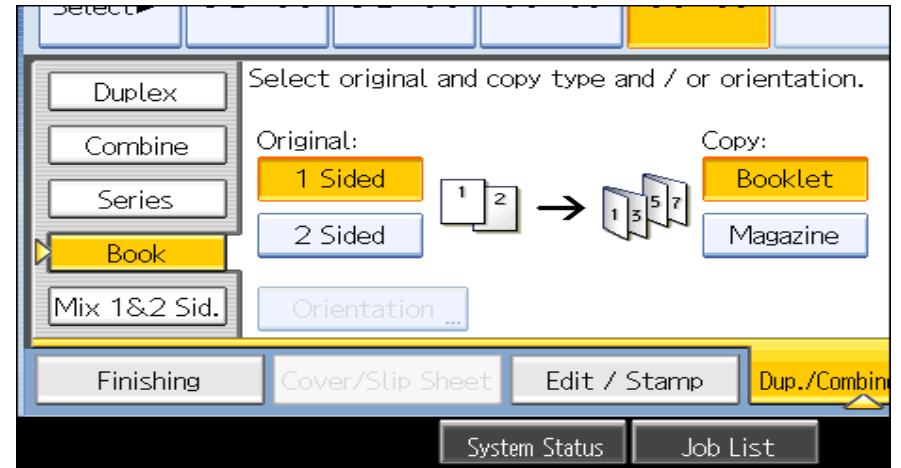 Select►
Duplex
Select original and copy type and / or orientation.
Combine
Original:
Copy:
1 Sided
Booklet
Series
1 2 → 1 3 5 7
2 Sided
Magazine
Book
Mix 1&2 Sid.
Orientation ...
Finishing
Cover/Slip Sheet
Edit / Stamp
Dup./Combin
System Status
Job List